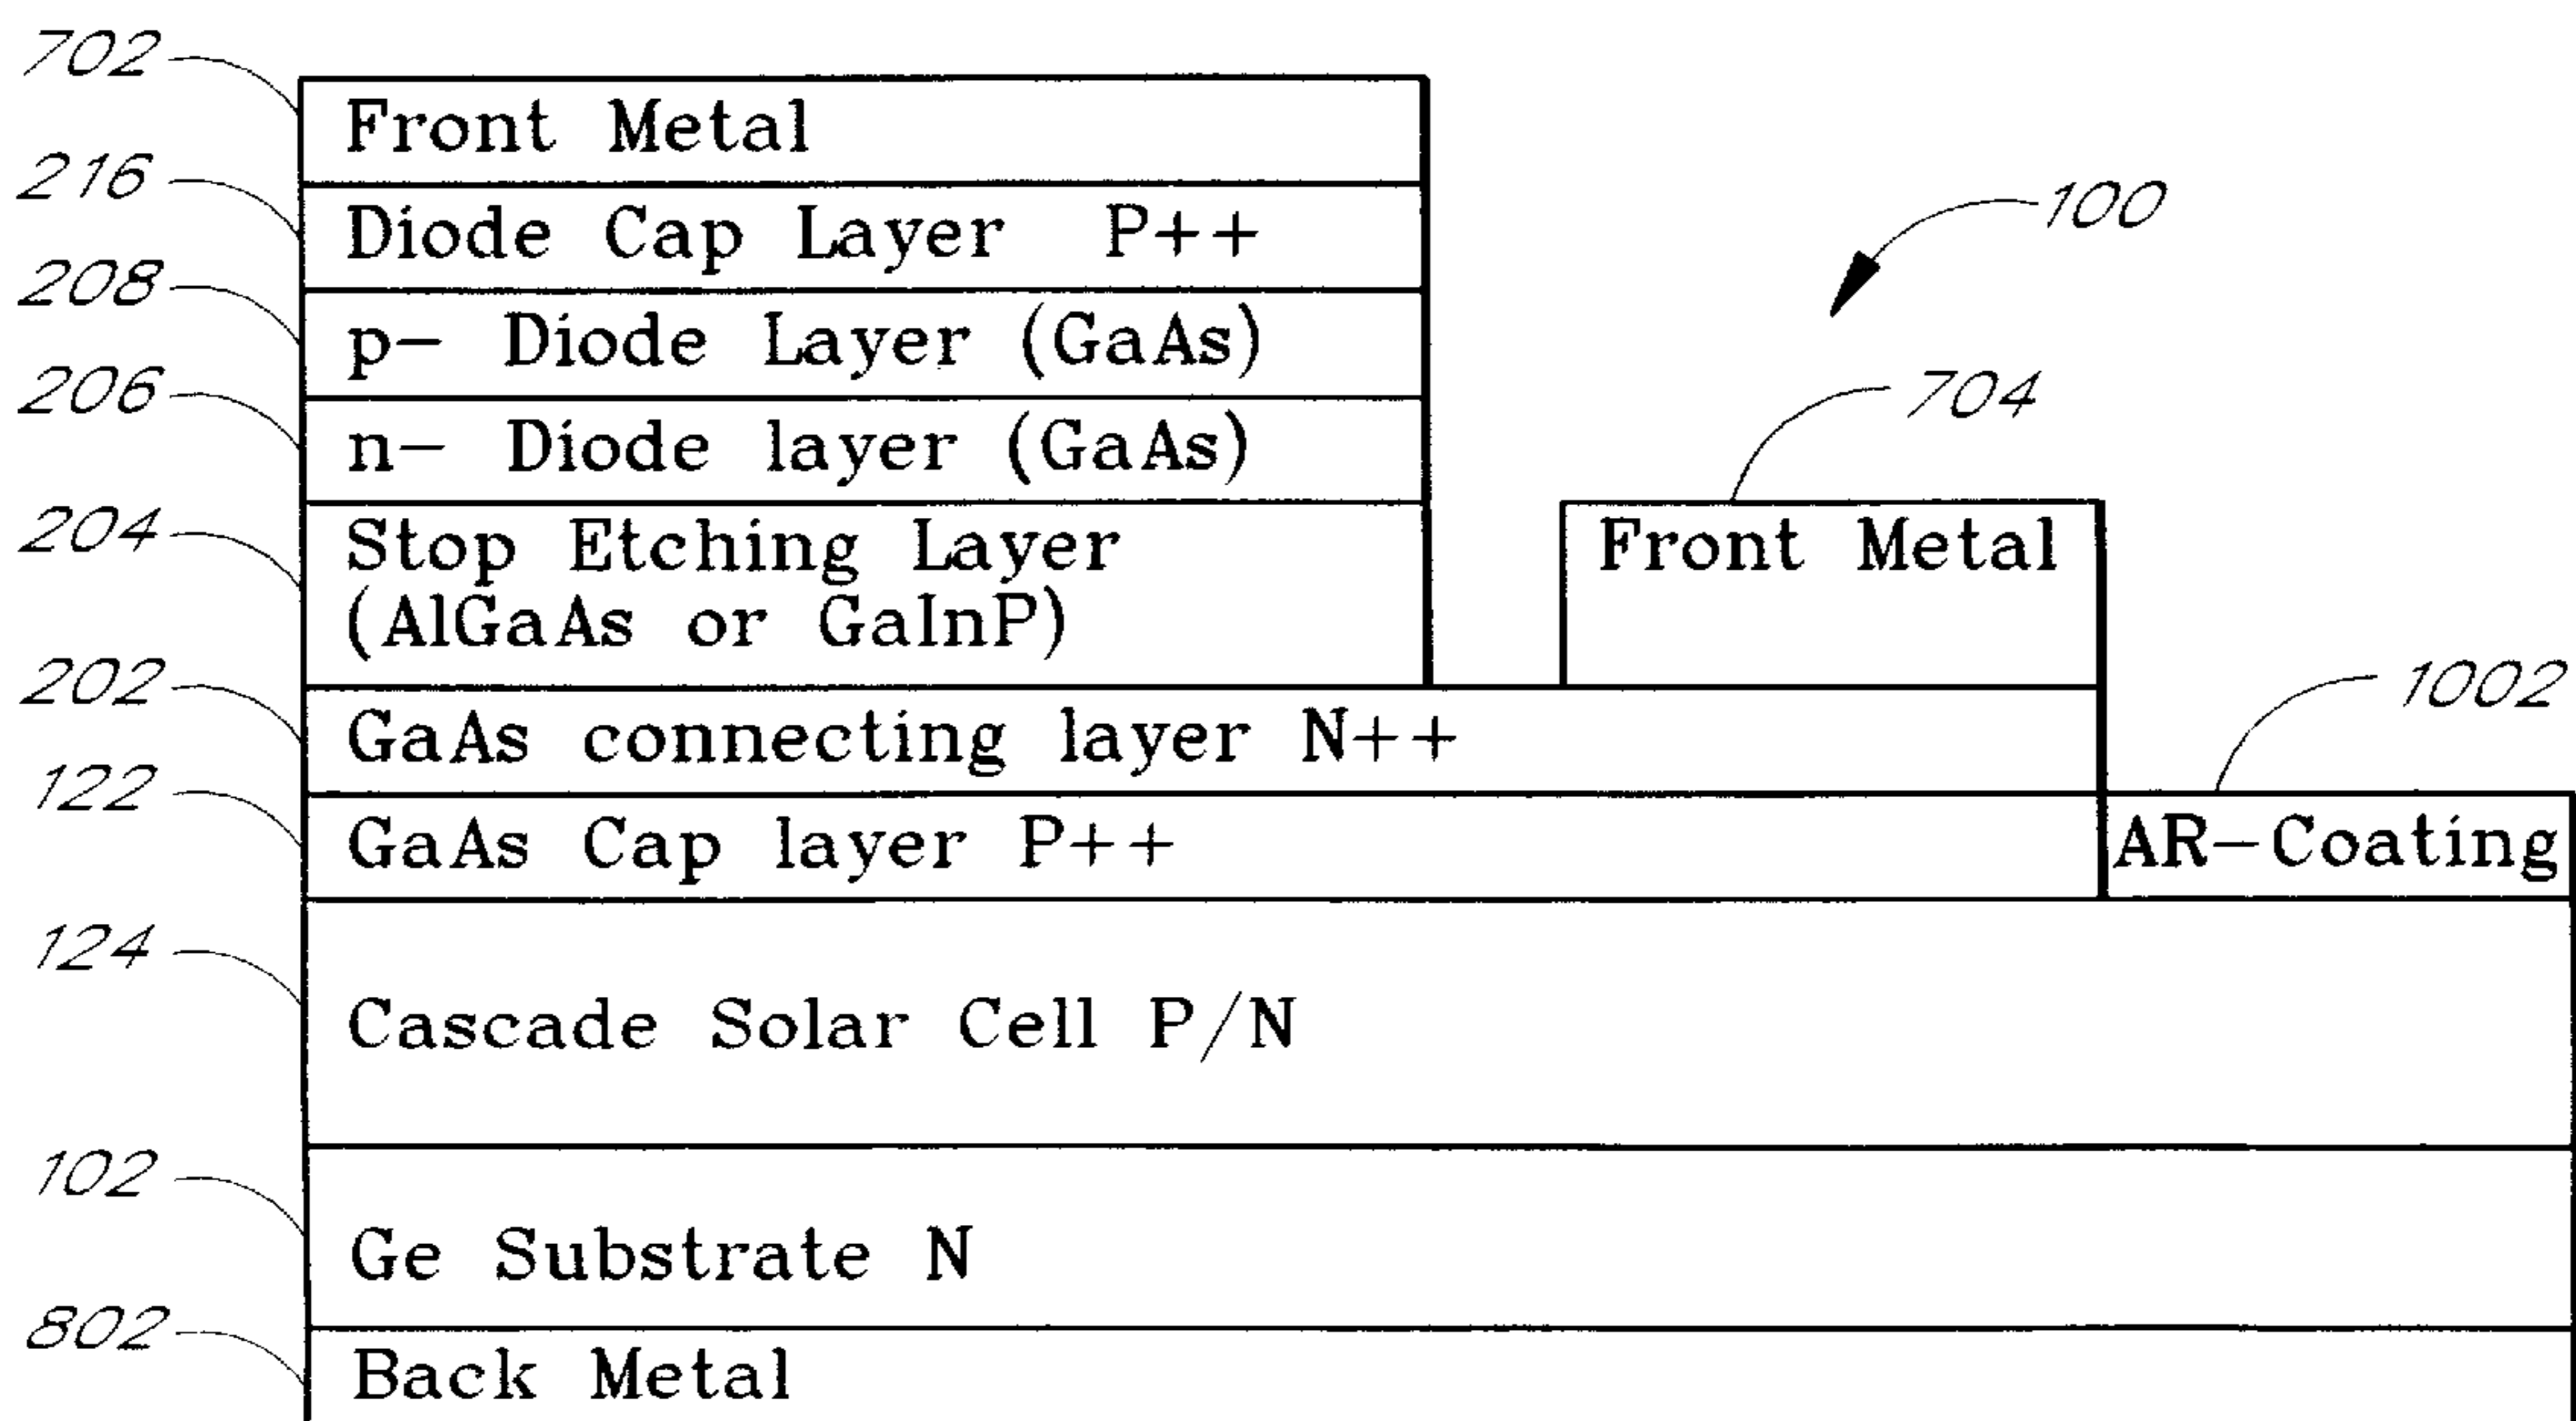 702
Front Metal
216
Diode Cap Layer P++
100
208
p- Diode Layer (GaAs)
206
n- Diode layer (GaAs)
704
204
Stop Etching Layer
(AlGaAs or GaInP)
Front Metal
202
GaAs connecting layer N++
1002
122
GaAs Cap layer P++
AR-Coating
124
Cascade Solar Cell P/N
102
Ge Substrate N
802
Back Metal